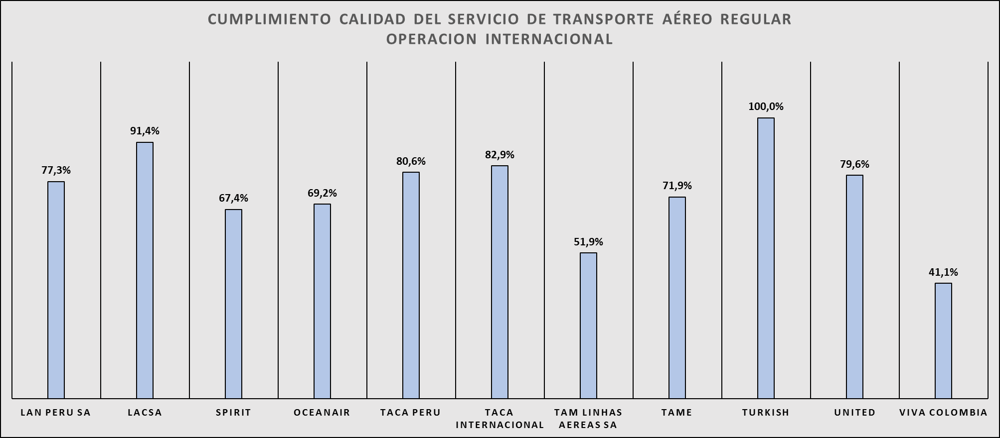 CUMPLIMIENTO CALIDAD DEL SERVICIO DE TRANSPORTE AÉREO REGULAR
OPERACION INTERNACIONAL
77,3%
91,4%
67,4%
69,2%
80,6%
82,9%
51,9%
71,9%
100,0%
79,6%
41,1%
LAN PERU SA
LACSA
SPIRIT
OCEANAIR
TACA PERU
TACA
INTERNACIONAL
TAM LINHAS
AEREAS SA
TAME
TURKISH
UNITED
VIVA COLOMBIA